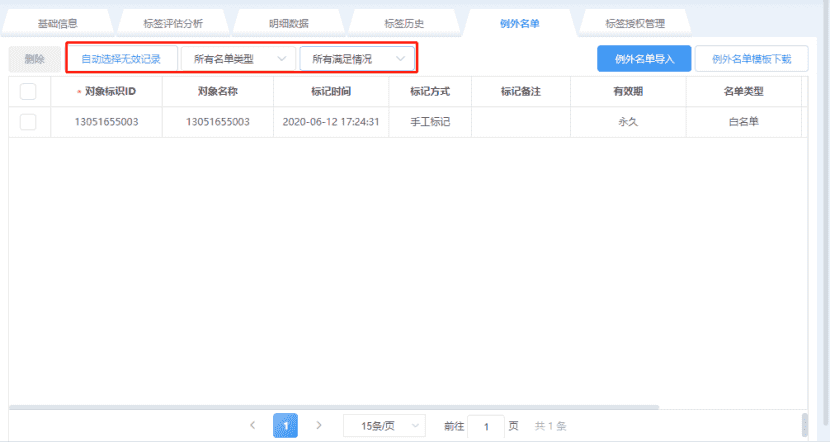 基础信息 标签评估分析 明细数据 标签历史 例外名单 标签授权管理
删除 自动选择无效记录 所有名单类型 所有满足情况 例外名单导入 例外名单模板下载
* 对象标识ID 对象名称 标记时间 标记方式 标记备注 有效期 名单类型
13051655003 13051655003 2020-06-12 17:24:31 手工标记 永久 白名单
1 15条/页 前往 1 页 共 1 条